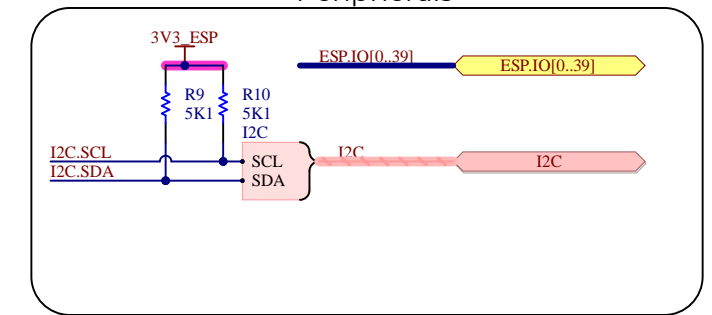 Peripherals
3V3_ESP
ESP.IO[0..39]
ESP.IO[0..39]
R9
5K1
R10
5K1
I2C
I2C.SCL
I2C.SDA
SCL
SDA
I2C
I2C